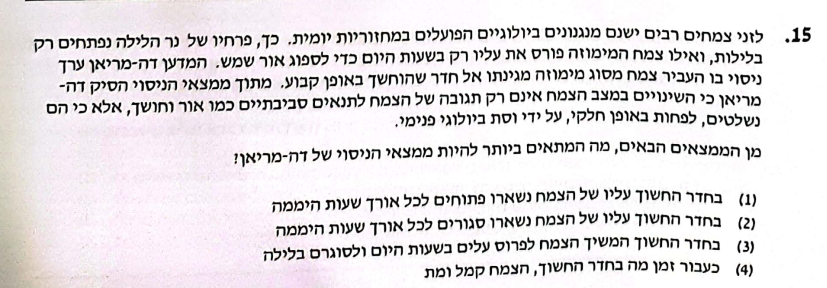 15. לזני צמחים רבים ישנם מנגנונים ביולוגיים הפועלים במחזוריות יומית. כך, פרחיו של נר הלילה נפתחים רק
בלילות, ואילו צמח המימוזה פורס את עליו רק בשעות היום כדי לספוג אור שמש. המדען דה-מריאן ערך
ניסוי בו העביר צמח מסוג מימוזה מגינתו אל חדר שהוחשך באופן קבוע. מתוך ממצאי הניסוי הסיק דה-
מריאן כי השינויים במצב הצמח אינם רק תגובה של הצמח לתנאים סביבתיים כמו אור וחושך, אלא כי הם
נשלטים, לפחות באופן חלקי, על ידי וסת ביולוגי פנימי.
מן הממצאים הבאים, מה המתאים ביותר להיות ממצאי הניסוי של דה-מריאן?
(1) בחדר החשוך עליו של הצמח נשארו פתוחים לכל אורך שעות היממה
(2) בחדר החשוך עליו של הצמח נשארו סגורים לכל אורך שעות היממה
(3) בחדר החשוך המשיך הצמח לפרוס עלים בשעות היום ולסוגרם בלילה
(4) כעבור זמן מה בחדר החשוך, הצמח קמל ומת